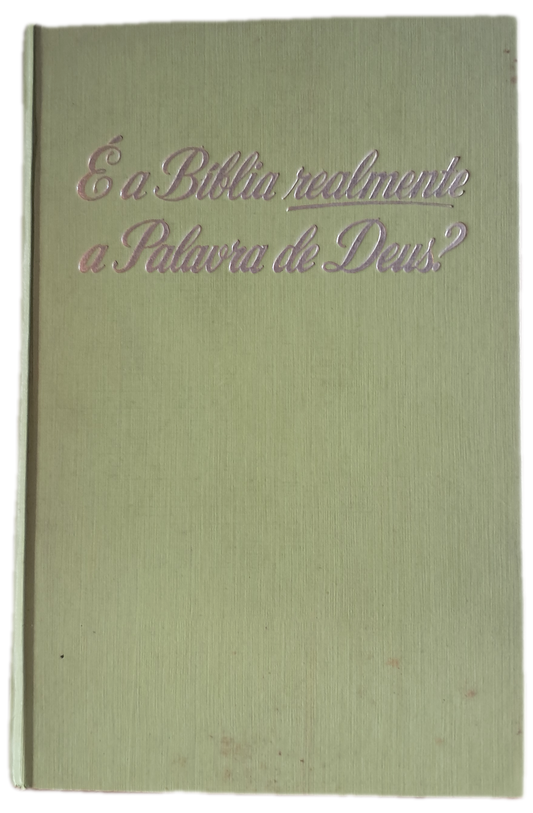 É a Bíblia realmente
a Palavra de Deus?